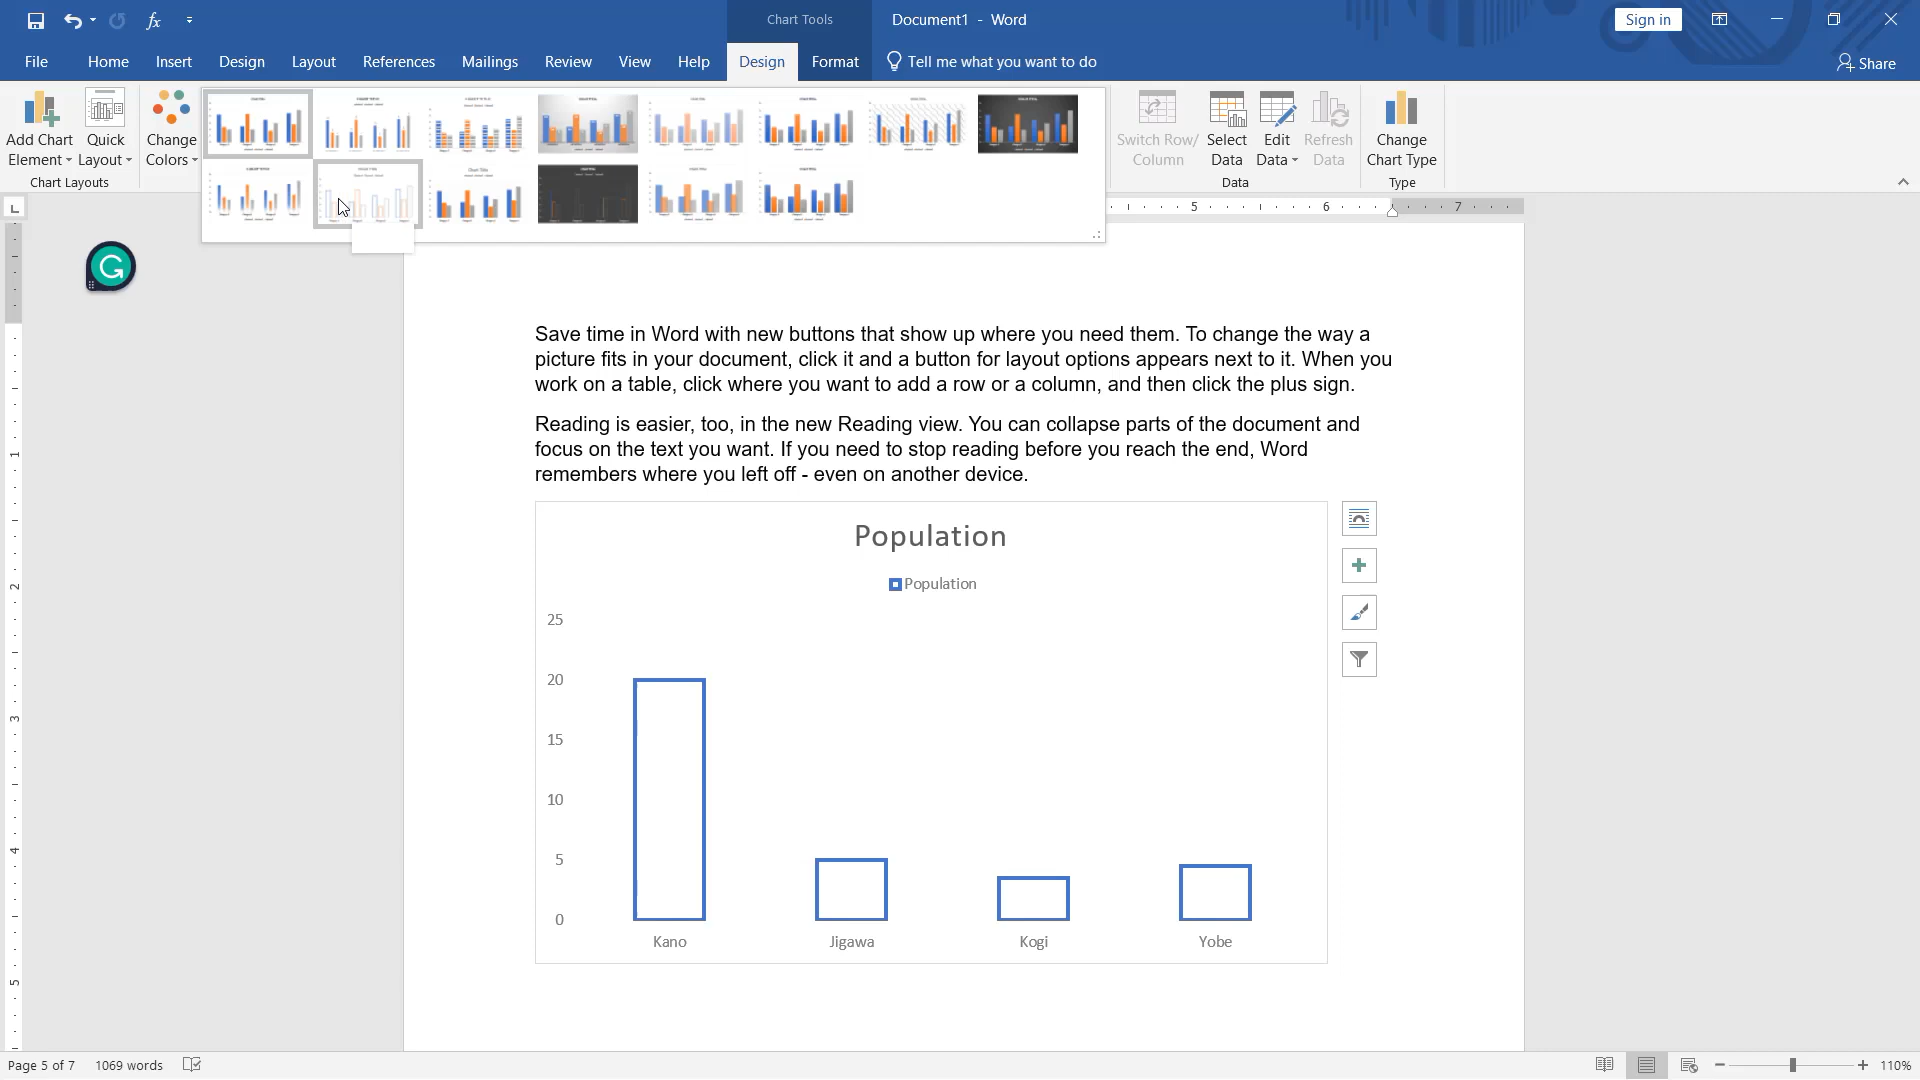 Chart Tools
Document1 - Word
Sign in
File
Home
Insert
Design
Layout
References
Mailings
Review
View
Help
Design
Format
Tell me what you want to do
Share
Add Chart
Element
Quick
Layout
Chart Layouts
Change
Colors
Switch Row/
Column
Select
Data
Edit
Data
Refresh
Data
Data
Change
Chart Type
Type
5
6
7
1
2
3
4
5
Save time in Word with new buttons that show up where you need them. To change the way a
picture fits in your document, click it and a button for layout options appears next to it. When you
work on a table, click where you want to add a row or a column, and then click the plus sign.
Reading is easier, too, in the new Reading view. You can collapse parts of the document and
focus on the text you want. If you need to stop reading before you reach the end, Word
remembers where you left off - even on another device.
Population
Population
25
20
15
10
5
0
Kano
Jigawa
Kogi
Yobe
Page 5 of 7
1069 words
110%